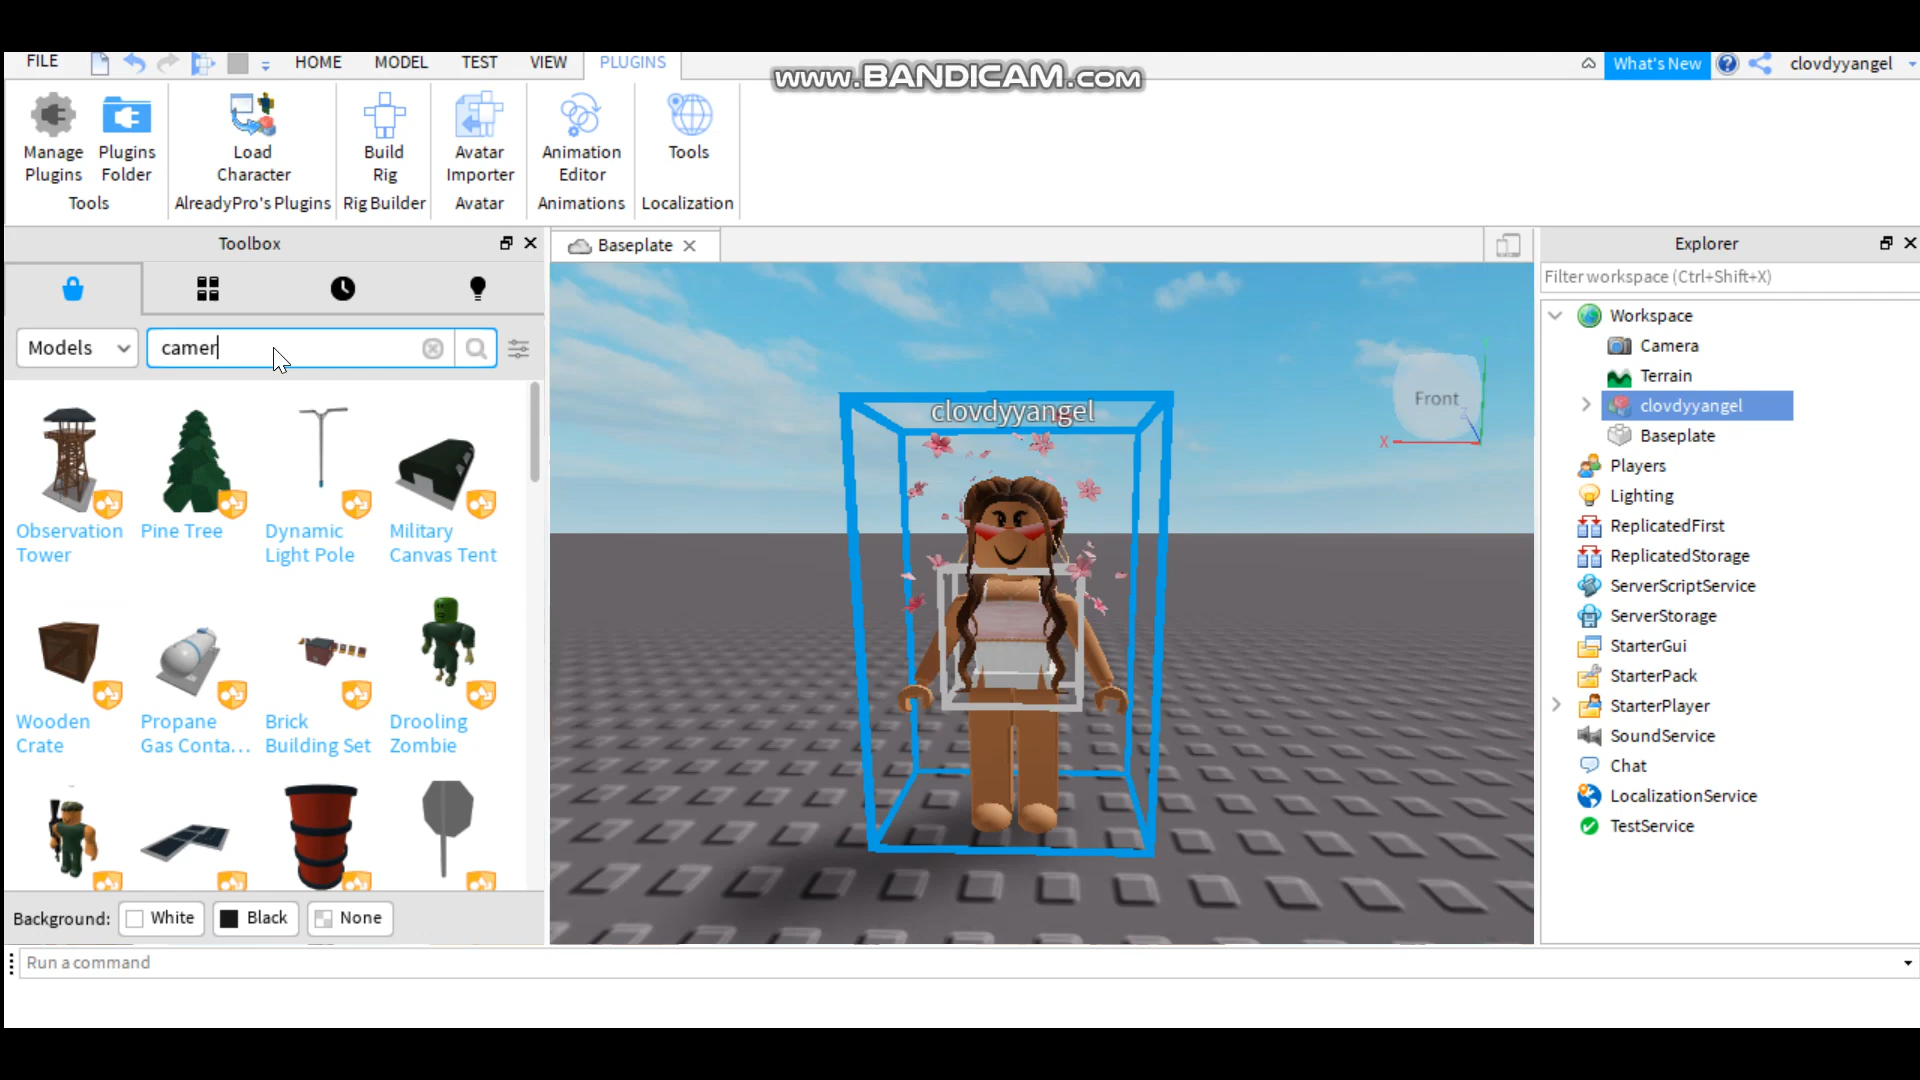 FILE
HOME
MODEL
TEST
VIEW
PLUGINS
www.BANDICAM.com
What's New
clovdyyangel
Manage Plugins
Plugins Folder
Load Character
Build Rig
Avatar Importer
Animation Editor
Tools
Tools
AlreadyPro's Plugins
Rig Builder
Avatar
Animations
Localization
Toolbox
Baseplate
Explorer
Filter workspace (Ctrl+Shift+X)
Models
camer
Observation Tower
Pine Tree
Dynamic Light Pole
Military Canvas Tent
Wooden Crate
Propane Gas Conta...
Brick Building Set
Drooling Zombie
Background:
White
Black
None
clovdyyangel
Front
X
Z
Workspace
Camera
Terrain
clovdyyangel
Baseplate
Players
Lighting
ReplicatedFirst
ReplicatedStorage
ServerScriptService
ServerStorage
StarterGui
StarterPack
StarterPlayer
SoundService
Chat
LocalizationService
TestService
Run a command